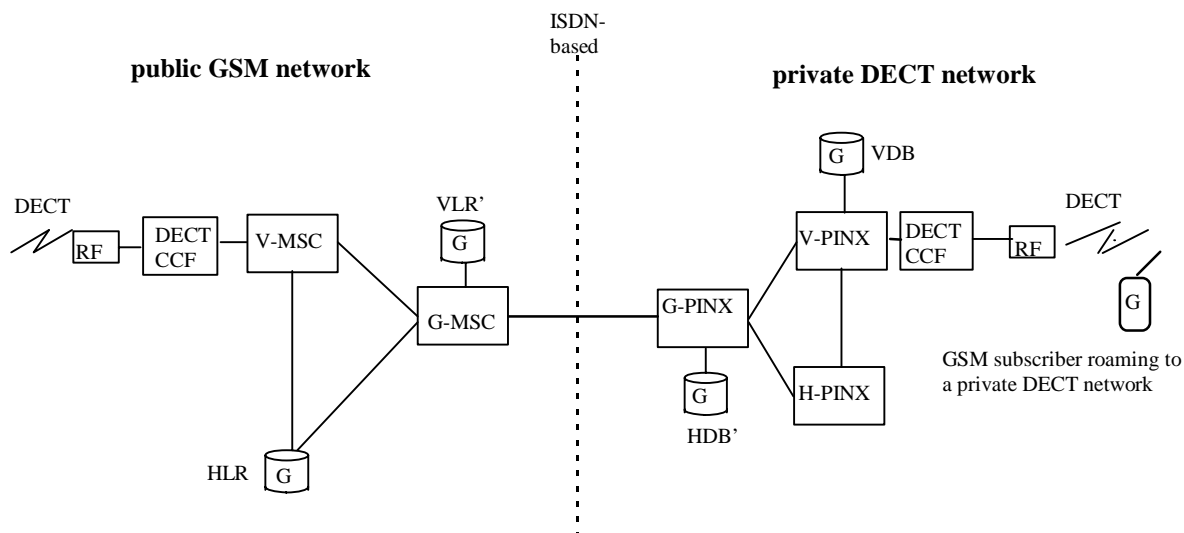 ISDN-
based
public GSM network
private DECT network
G
VDB
DECT
RF
DECT
CCF
V-MSC
VLR’
G
G-MSC
HLR
G
G-PINX
G
HDB’
V-PINX
DECT
CCF
H-PINX
RF
DECT
G
GSM subscriber roaming to
a private DECT network